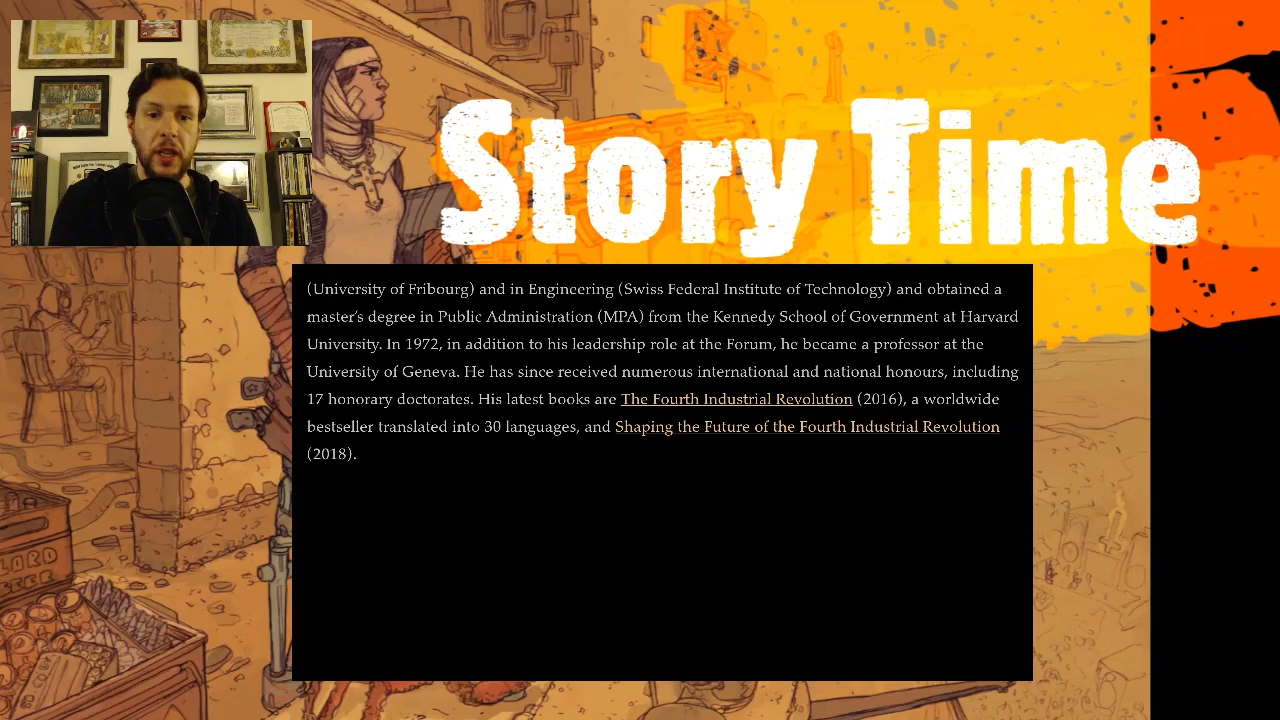 Story Time
(University of Fribourg) and in Engineering (Swiss Federal Institute of Technology) and obtained a
master's degree in Public Administration (MPA) from the Kennedy School of Government at Harvard
University. In 1972, in addition to his leadership role at the Forum, he became a professor at the
University of Geneva. He has since received numerous international and national honours, including
17 honorary doctorates. His latest books are The Fourth Industrial Revolution (2016), a worldwide
bestseller translated into 30 languages, and Shaping the Future of the Fourth Industrial Revolution
(2018).